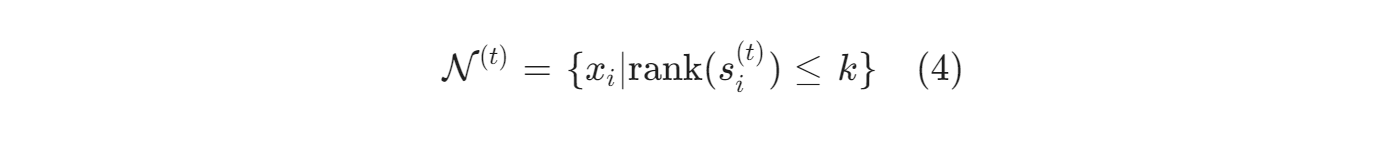 𝒩^{(t)} = {x_i|rank(s_i^{(t)}) ≤ k} (4)